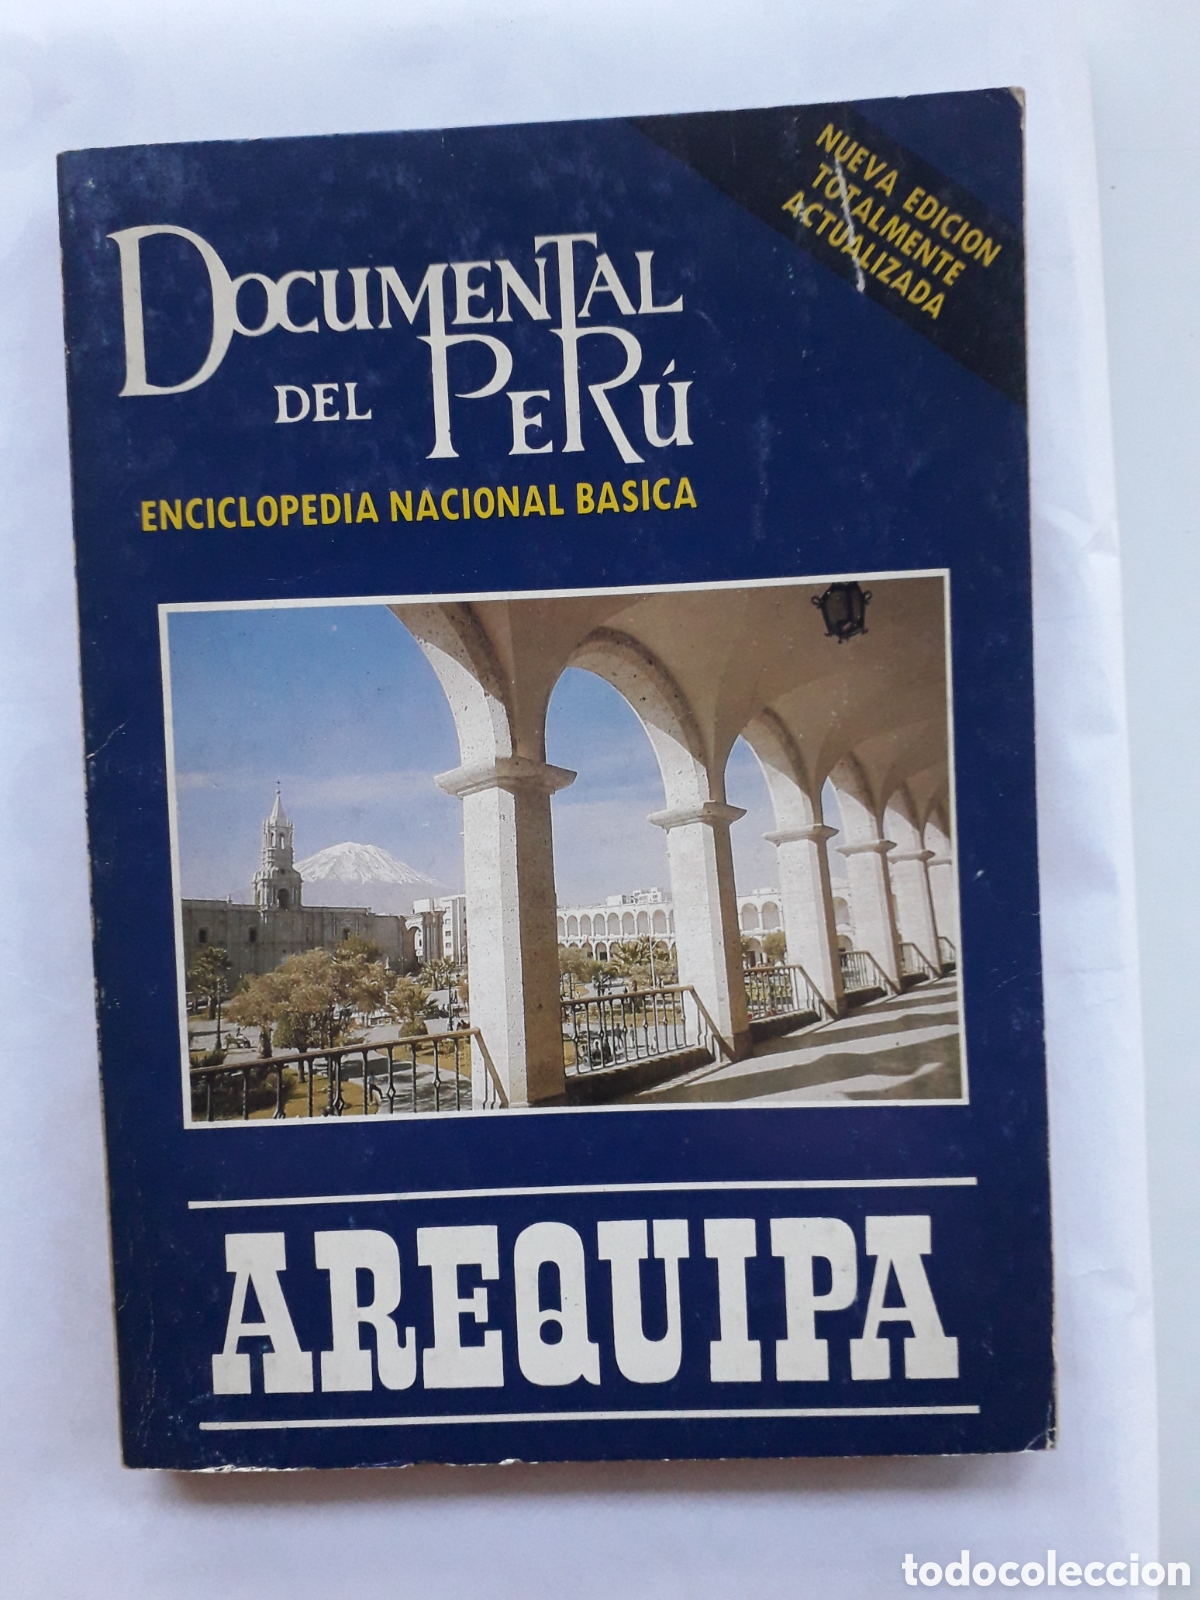 NUEVA EDICION
TOTALMENTE
ACTUALIZADA
DOCUMENTAL
DEL PERÚ
ENCICLOPEDIA NACIONAL BASICA
AREQUIPA
todocoleccion